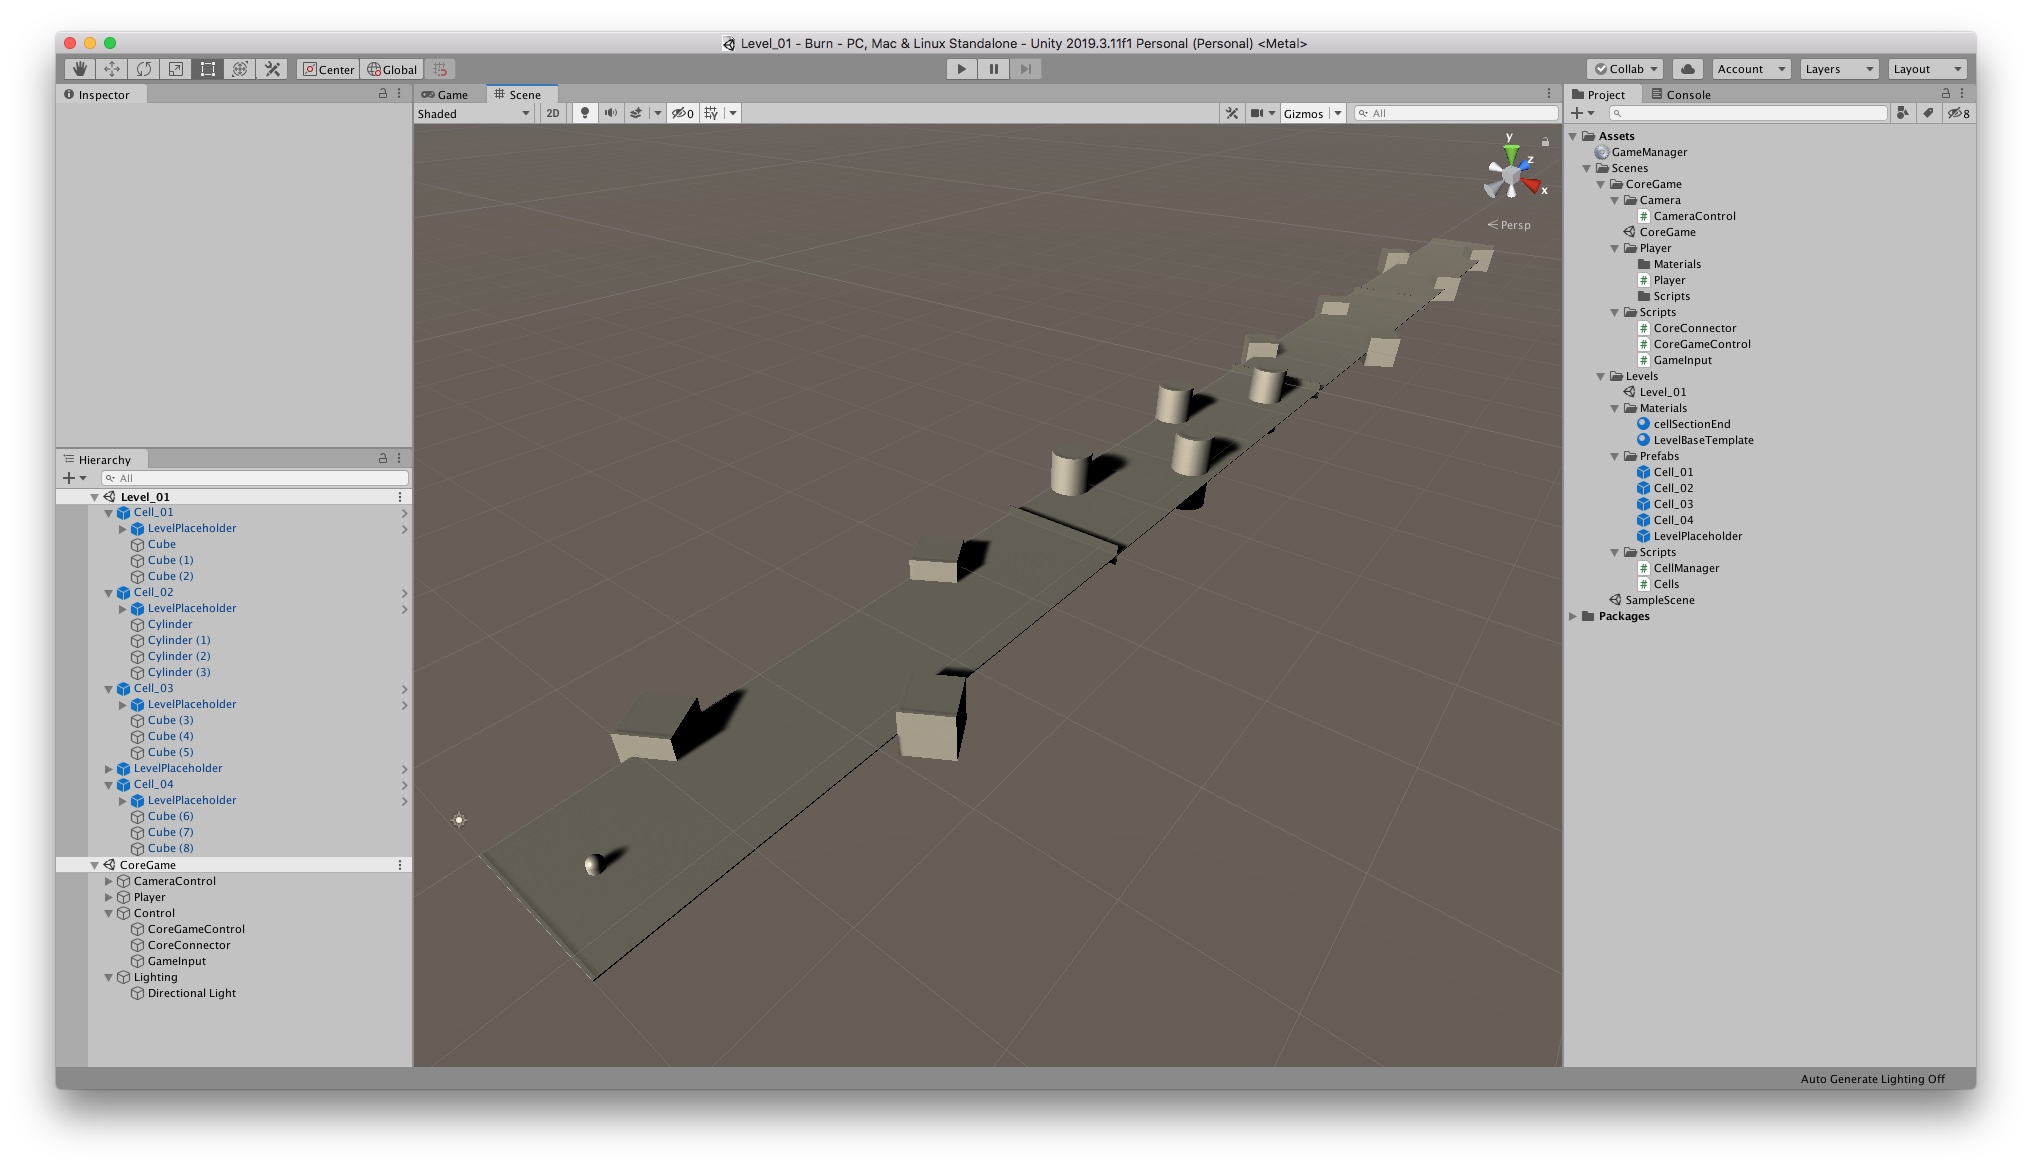 Level_01 - Burn - PC, Mac & Linux Standalone - Unity 2019.3.11f1 Personal (Personal) <Metal>
Center Global Collab Account Layers Layout
Inspector
Hierarchy
All
Level_01
Cell_01
LevelPlaceholder
Cube
Cube (1)
Cube (2)
Cell_02
LevelPlaceholder
Cylinder
Cylinder (1)
Cylinder (2)
Cylinder (3)
Cell_03
LevelPlaceholder
Cube (3)
Cube (4)
Cube (5)
LevelPlaceholder
Cell_04
LevelPlaceholder
Cube (6)
Cube (7)
Cube (8)
CoreGame
CameraControl
Player
Control
CoreGameControl
CoreConnector
GameInput
Lighting
Directional Light
Game Scene
Shaded 2D 0 Gizmos All
y
z
x
Persp
Project Console
8
Assets
GameManager
Scenes
CoreGame
Camera
CameraControl
CoreGame
Player
Materials
Player
Scripts
Scripts
CoreConnector
CoreGameControl
GameInput
Levels
Level_01
Materials
cellSectionEnd
LevelBaseTemplate
Prefabs
Cell_01
Cell_02
Cell_03
Cell_04
LevelPlaceholder
Scripts
CellManager
Cells
SampleScene
Packages
Auto Generate Lighting Off